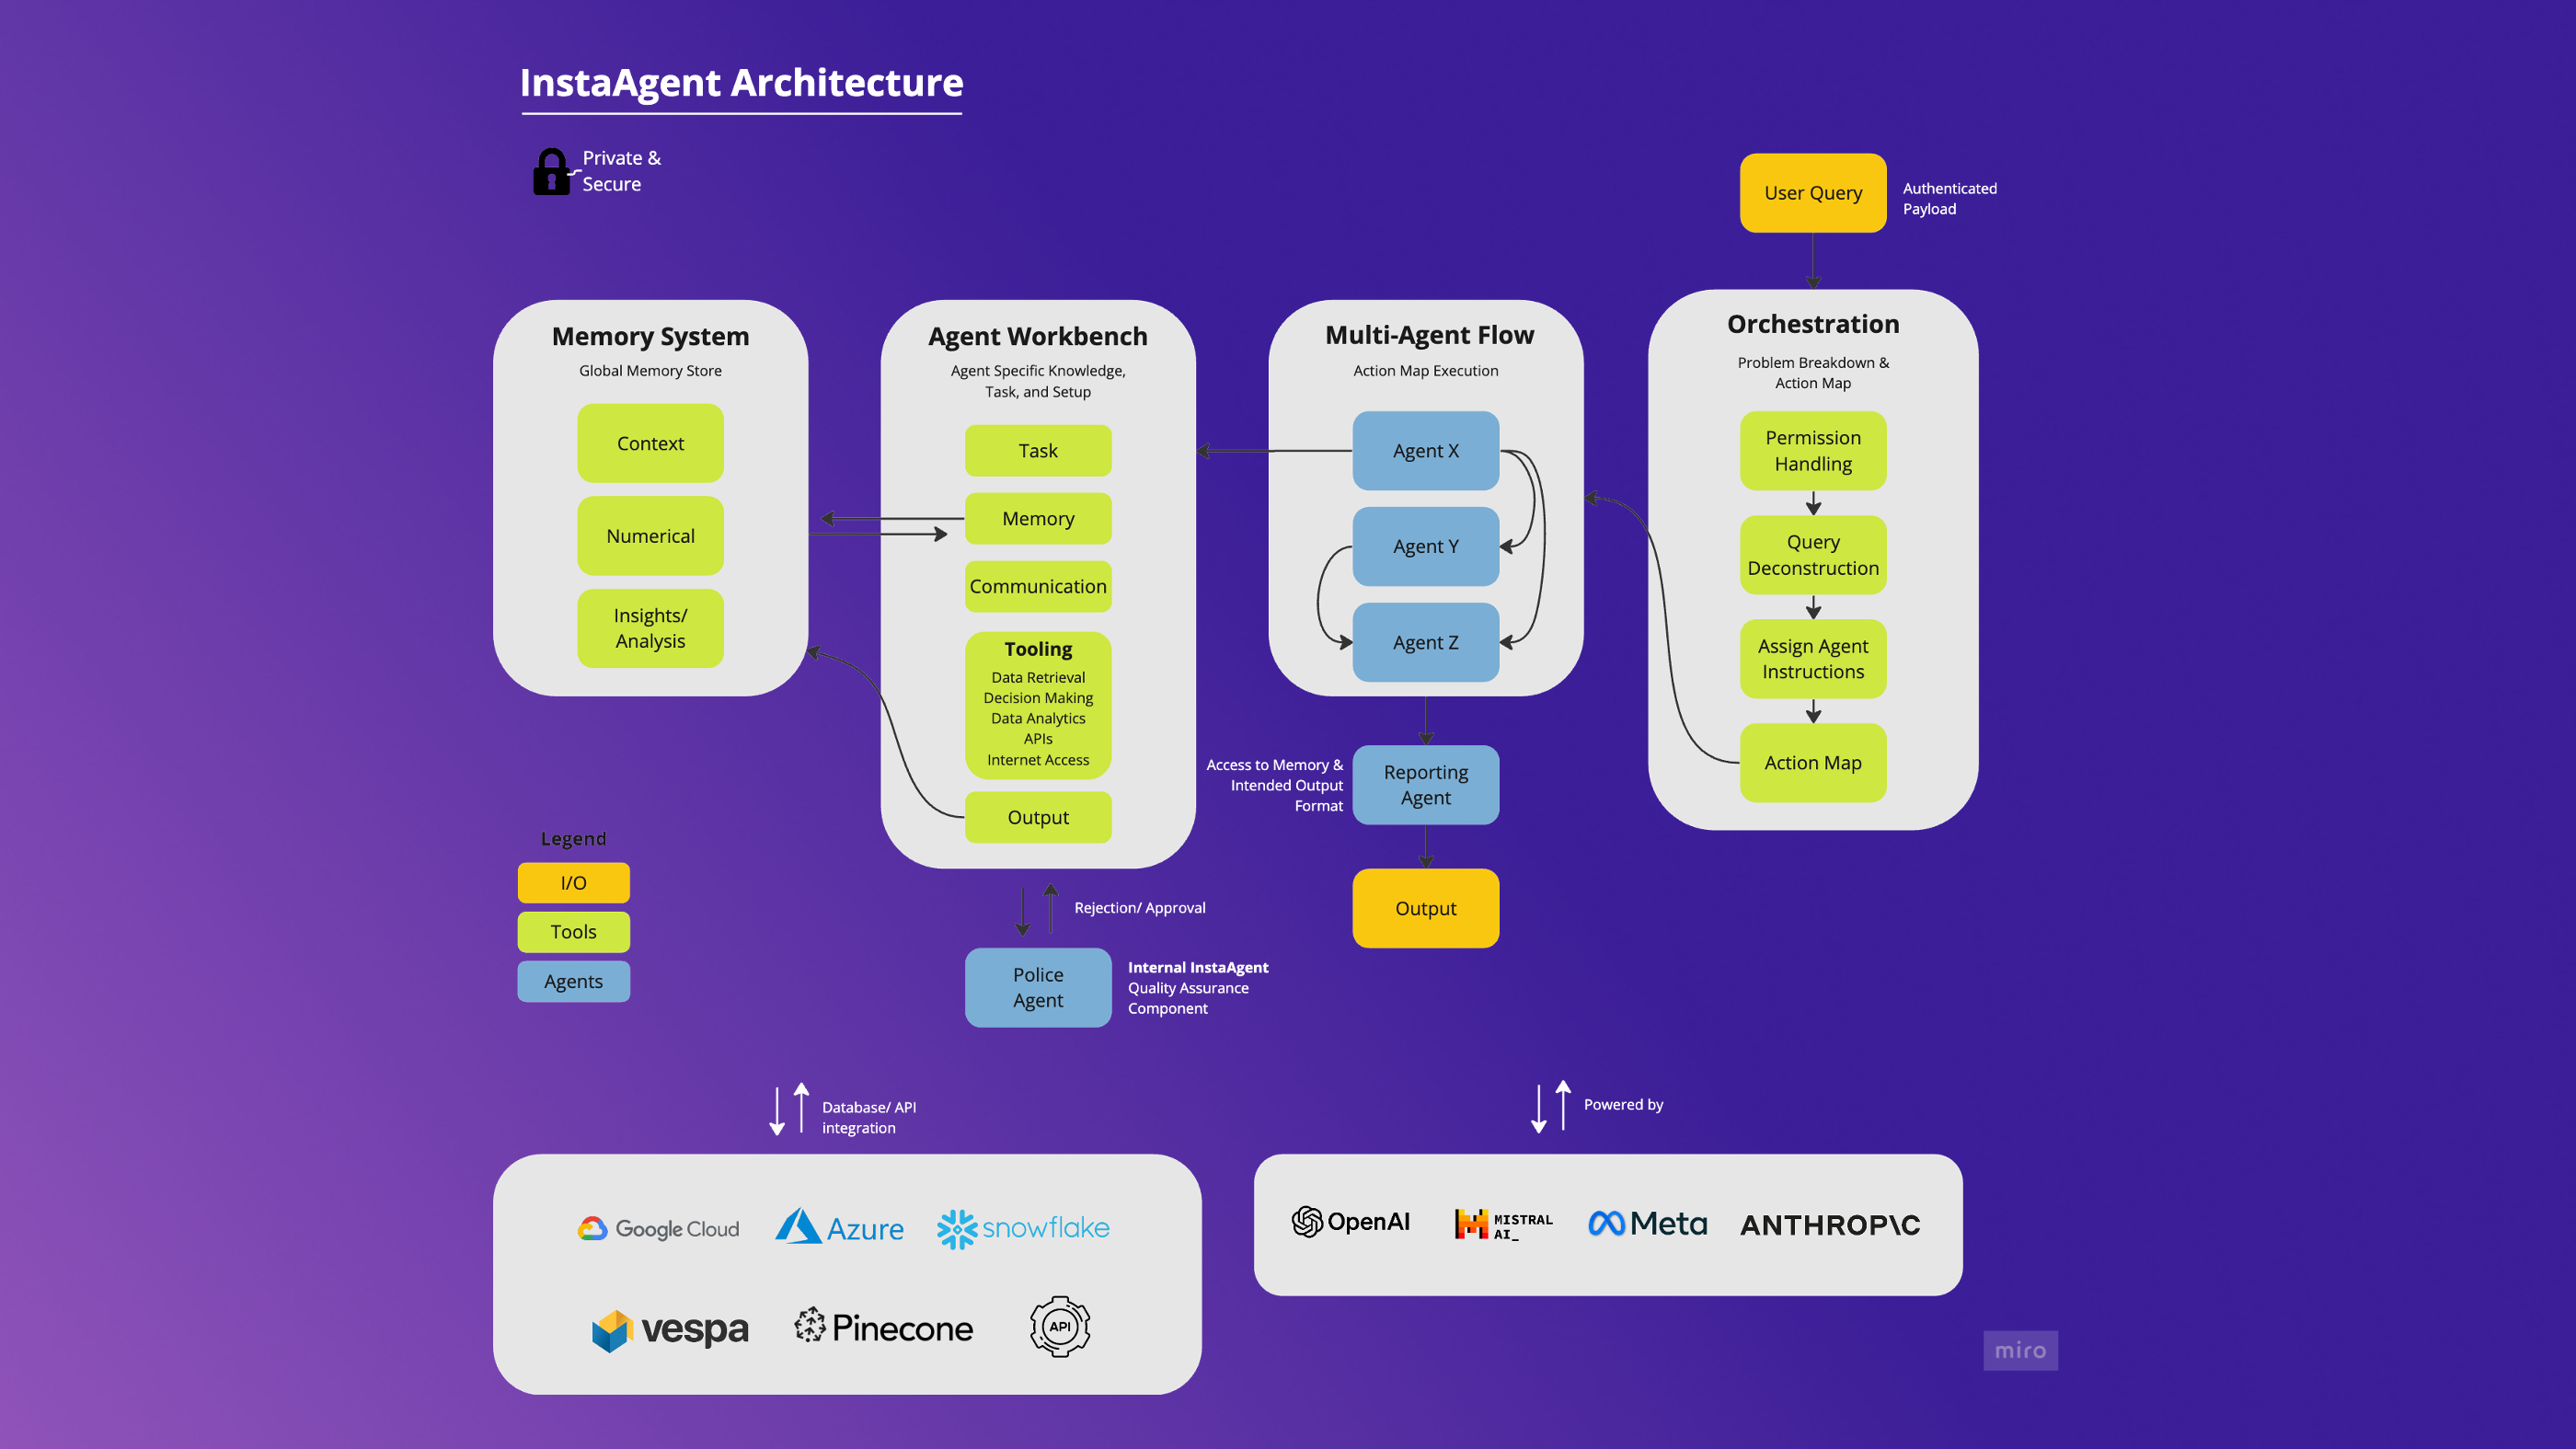 InstaAgent Architecture
Private &
Secure
User Query
Authenticated
Payload
Memory System
Global Memory Store
Context
Numerical
Insights/
Analysis
Agent Workbench
Agent Specific Knowledge,
Task, and Setup
Task
Memory
Communication
Tooling
Data Retrieval
Decision Making
Data Analytics
APIs
Internet Access
Output
Multi-Agent Flow
Action Map Execution
Agent X
Agent Y
Agent Z
Orchestration
Problem Breakdown &
Action Map
Permission
Handling
Query
Deconstruction
Assign Agent
Instructions
Action Map
Access to Memory &
Intended Output
Format
Reporting
Agent
Output
Legend
I/O
Tools
Agents
Rejection/ Approval
Police
Agent
Internal InstaAgent
Quality Assurance
Component
Database/ API
integration
Powered by
Google Cloud
Azure
snowflake
vespa
Pinecone
API
OpenAI
MISTRAL
AI_
Meta
ANTHROP\C
miro